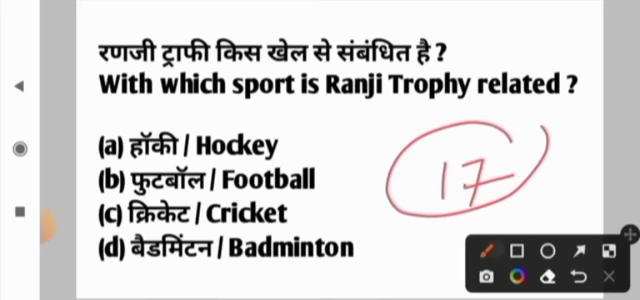 रणजी ट्राफी किस खेल से संबंधित है ?
With which sport is Ranji Trophy related ?
(a) हॉकी / Hockey
(b) फुटबॉल / Football
(c) क्रिकेट / Cricket
(d) बैडमिंटन / Badminton
17